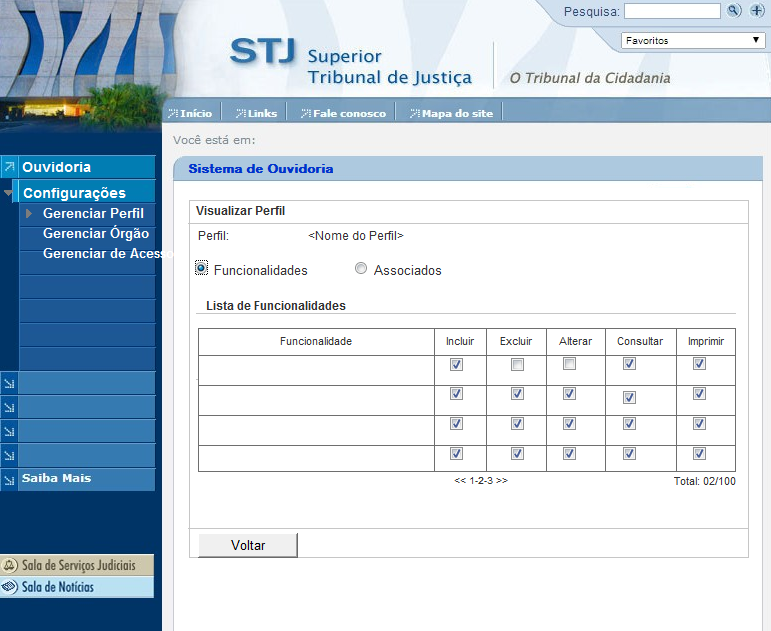 Pesquisa:
Favoritos
STJ Superior
Tribunal de Justiça
O Tribunal da Cidadania
Início
Links
Fale conosco
Mapa do site
Você está em:
Ouvidoria
Configurações
Gerenciar Perfil
Gerenciar Órgão
Gerenciar de Acesso
Saiba Mais
Sala de Serviços Judiciais
Sala de Notícias
Sistema de Ouvidoria
Visualizar Perfil
Perfil: <Nome do Perfil>
Funcionalidades Associados
Lista de Funcionalidades
Funcionalidade Incluir Excluir Alterar Consultar Imprimir
<< 1-2-3 >> Total: 02/100
Voltar